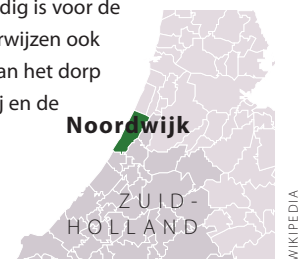 dig is voor de
rwijzen ook
an het dorp
j en de
Noordwijk
ZUID-
HOLLAND
WIKIPEDIA